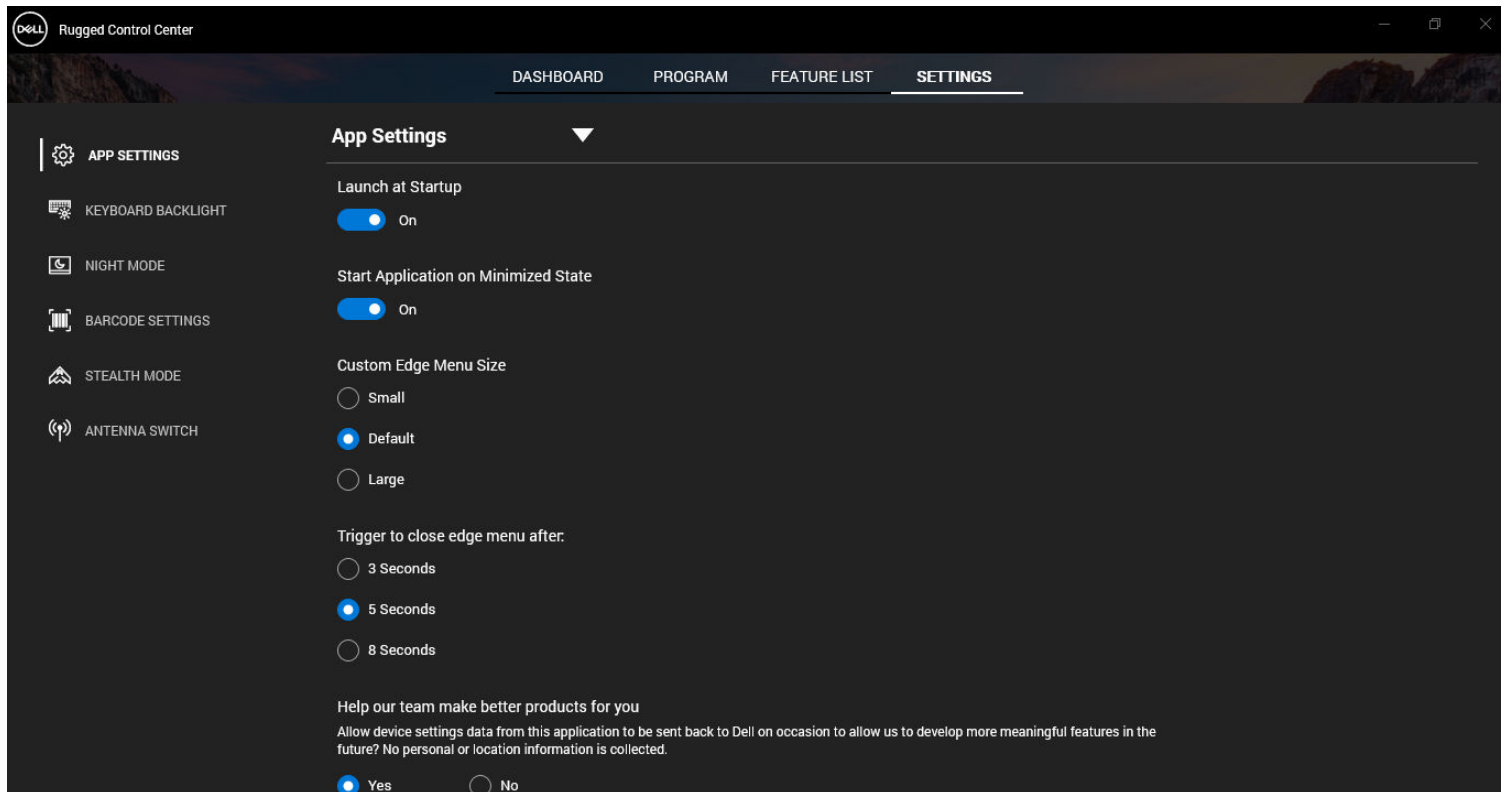 DELL
Rugged Control Center
DASHBOARD PROGRAM FEATURE LIST SETTINGS
APP SETTINGS
KEYBOARD BACKLIGHT
NIGHT MODE
BARCODE SETTINGS
STEALTH MODE
ANTENNA SWITCH
App Settings
Launch at Startup
On
Start Application on Minimized State
On
Custom Edge Menu Size
Small
Default
Large
Trigger to close edge menu after:
3 Seconds
5 Seconds
8 Seconds
Help our team make better products for you
Allow device settings data from this application to be sent back to Dell on occasion to allow us to develop more meaningful features in the
future? No personal or location information is collected.
Yes No